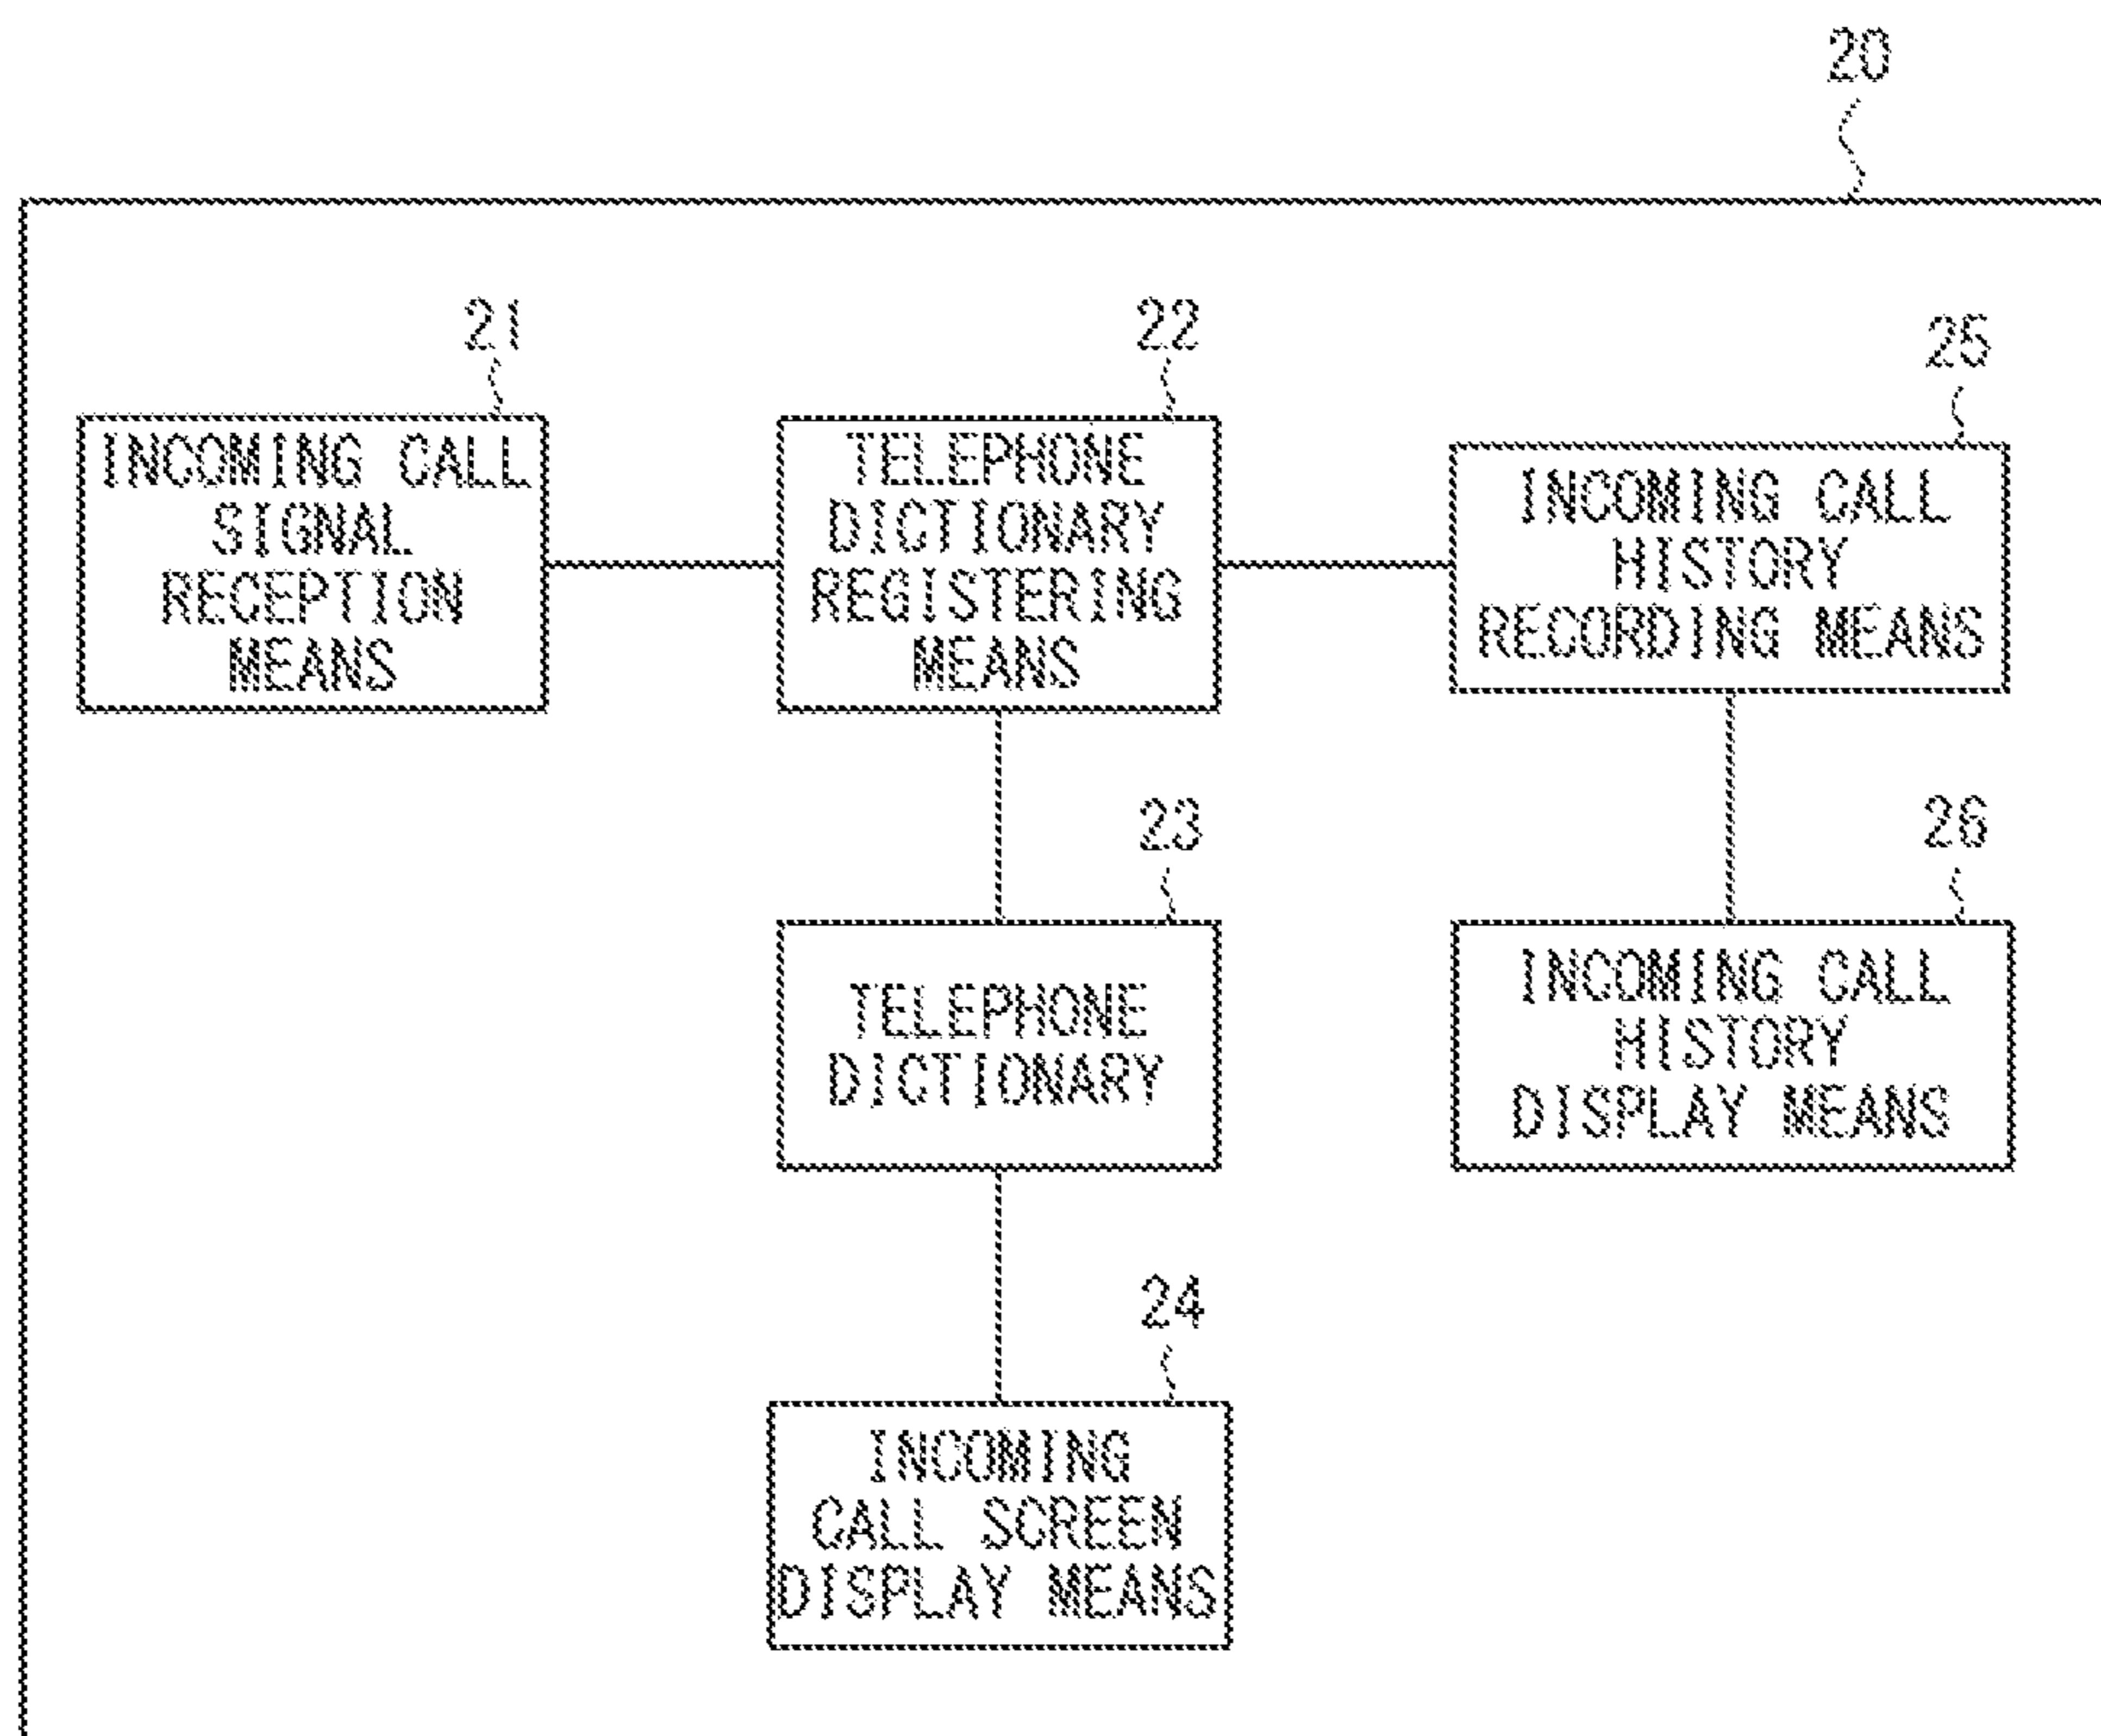 20
21
INCOMING CALL
SIGNAL
RECEPTION
MEANS
22
TELEPHONE
DICTIONARY
REGISTERING
MEANS
25
INCOMING CALL
HISTORY
RECORDING MEANS
23
TELEPHONE
DICTIONARY
26
INCOMING CALL
HISTORY
DISPLAY MEANS
24
INCOMING
CALL SCREEN
DISPLAY MEANS